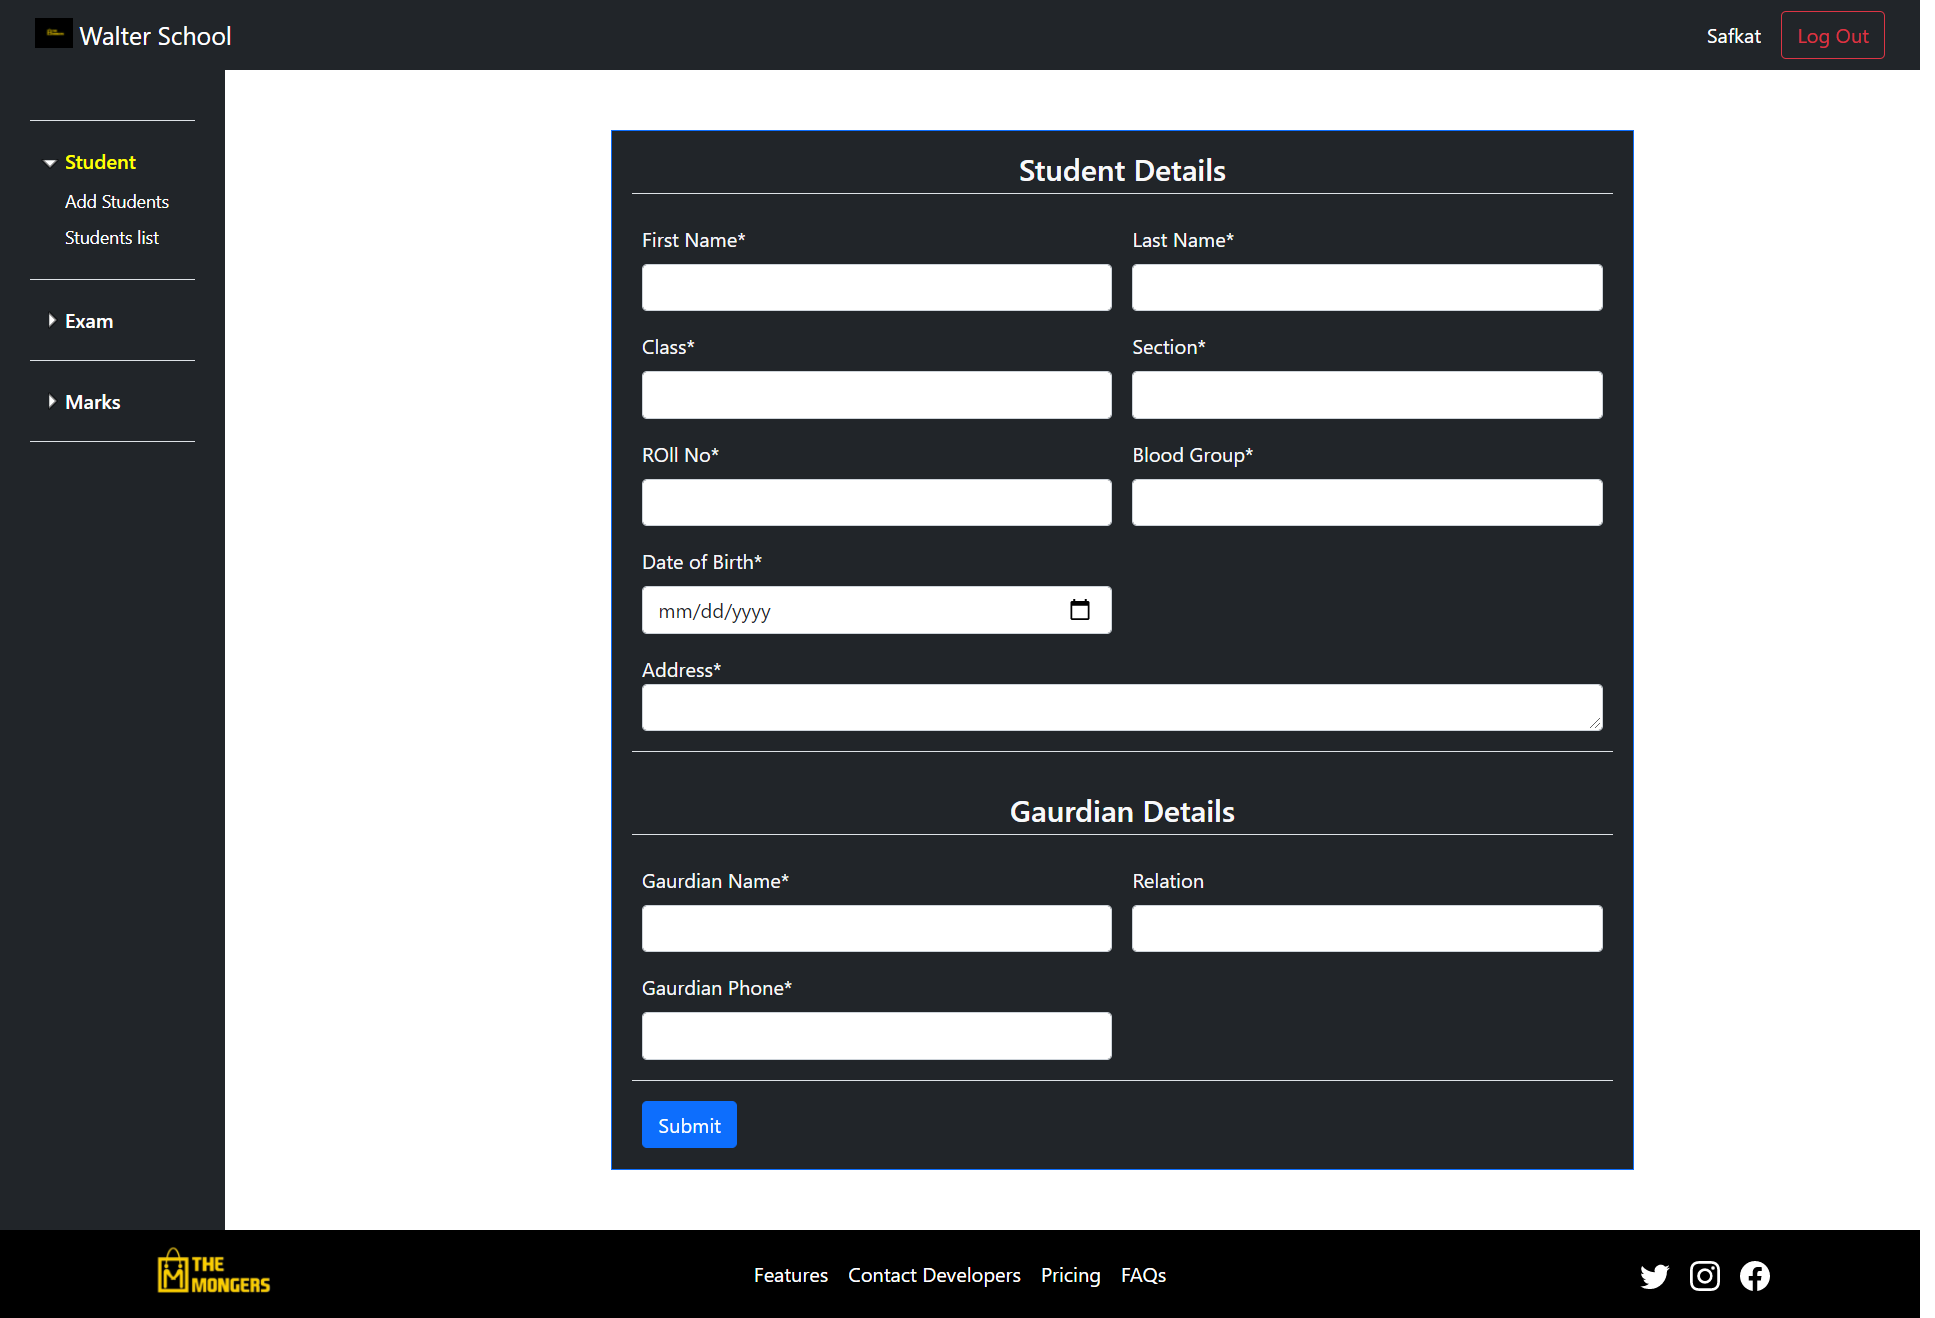 Walter School
Safkat
Log Out
Student
Add Students
Students list
Exam
Marks
Student Details
First Name*
Last Name*
Class*
Section*
ROll No*
Blood Group*
Date of Birth*
mm/dd/yyyy
Address*
Gaurdian Details
Gaurdian Name*
Relation
Gaurdian Phone*
Submit
THE
MONGERS
Features
Contact Developers
Pricing
FAQs